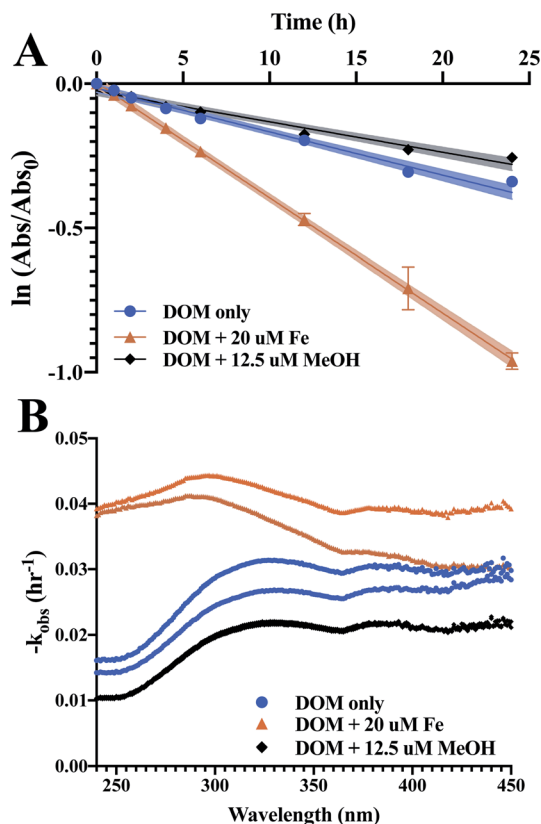 Time (h)
A
0 5 10 15 20 25
0.0
-0.5
-1.0
ln (Abs/Abs0)
DOM only
DOM + 20 uM Fe
DOM + 12.5 uM MeOH
B
0.05
0.04
0.03
0.02
0.01
0.00
-kobs (hr-1)
DOM only
DOM + 20 uM Fe
DOM + 12.5 uM MeOH
250 300 350 400 450
Wavelength (nm)